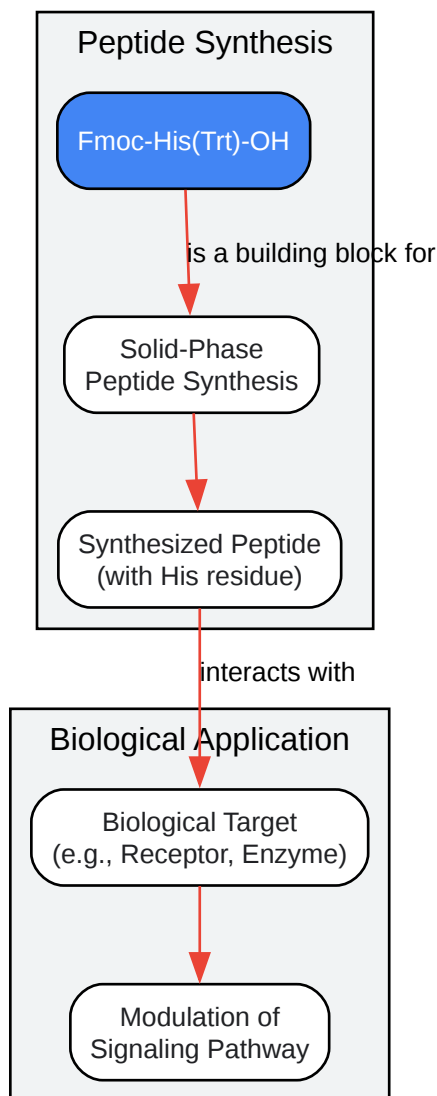 Peptide Synthesis
Fmoc-His(Trt)-OH
is a building block for
Solid-Phase
Peptide Synthesis
Synthesized Peptide
(with His residue)
interacts with
Biological Application
Biological Target
(e.g., Receptor, Enzyme)
Modulation of
Signaling Pathway